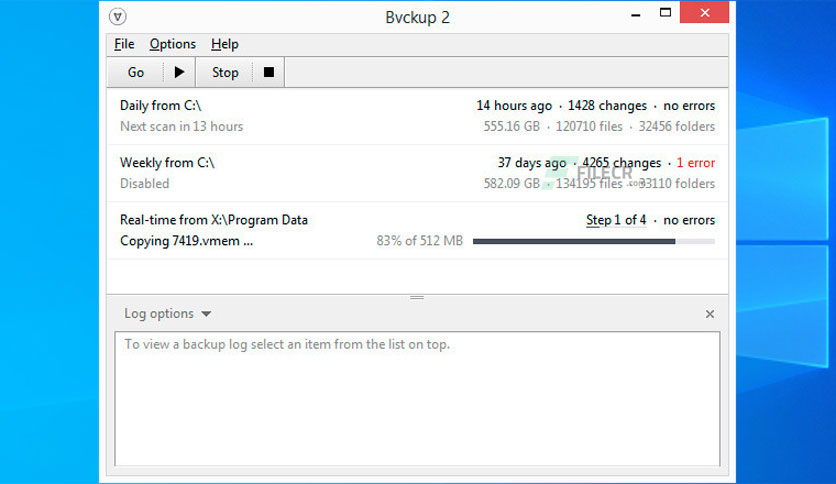 Bvckup 2
File Options Help
Go Stop
Daily from C:\ 14 hours ago · 1428 changes · no errors
Next scan in 13 hours 555.16 GB · 120710 files · 32456 folders
Weekly from C:\ 37 days ago · 4265 changes · 1 error
Disabled 582.09 GB · 134195 files · 33110 folders
FILECR
.com
Real-time from X:\Program Data Step 1 of 4 · no errors
Copying 7419.vmem ... 83% of 512 MB
Log options
To view a backup log select an item from the list on top.